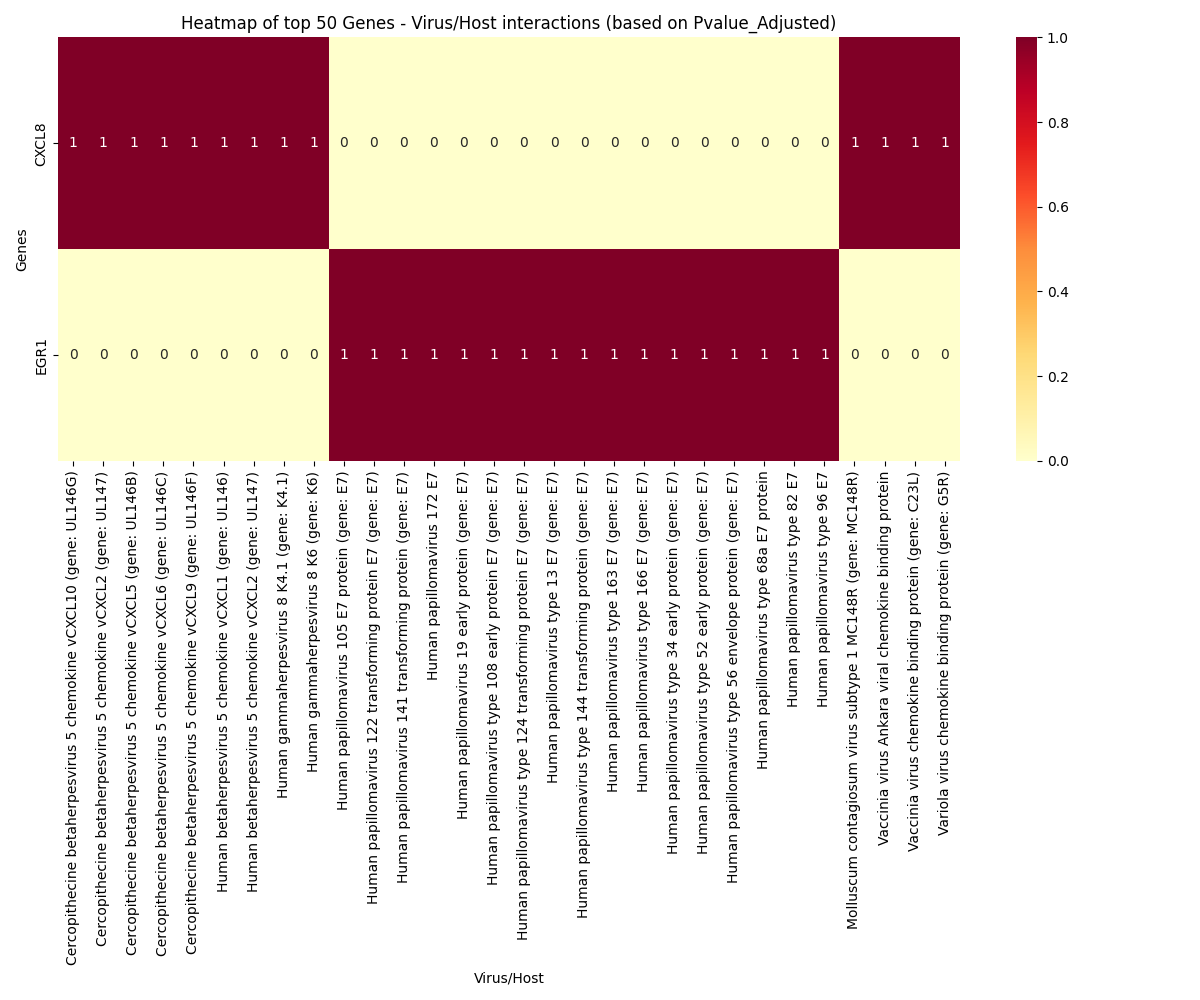 Heatmap of top 50 Genes - Virus/Host interactions (based on Pvalue_Adjusted)
Genes
CXCL8
1 1 1 1 1 1 1 1 1 0 0 0 0 0 0 0 0 0 0 0 0 0 0 0 0 0 1 1 1 1
EGR1
0 0 0 0 0 0 0 0 0 1 1 1 1 1 1 1 1 1 1 1 1 1 1 1 1 1 0 0 0 0
1.0
0.8
0.6
0.4
0.2
0.0
Cercopithecine betaherpesvirus 5 chemokine vCXCL10 (gene: UL146G)
Cercopithecine betaherpesvirus 5 chemokine vCXCL2 (gene: UL147)
Cercopithecine betaherpesvirus 5 chemokine vCXCL5 (gene: UL146B)
Cercopithecine betaherpesvirus 5 chemokine vCXCL6 (gene: UL146C)
Cercopithecine betaherpesvirus 5 chemokine vCXCL9 (gene: UL146F)
Human betaherpesvirus 5 chemokine vCXCL1 (gene: UL146)
Human betaherpesvirus 5 chemokine vCXCL2 (gene: UL147)
Human gammaherpesvirus 8 K4.1 (gene: K4.1)
Human gammaherpesvirus 8 K6 (gene: K6)
Human papillomavirus 105 E7 protein (gene: E7)
Human papillomavirus 122 transforming protein E7 (gene: E7)
Human papillomavirus 141 transforming protein (gene: E7)
Human papillomavirus 172 E7
Human papillomavirus 19 early protein (gene: E7)
Human papillomavirus type 108 early protein E7 (gene: E7)
Human papillomavirus type 124 transforming protein E7 (gene: E7)
Human papillomavirus type 13 E7 (gene: E7)
Human papillomavirus type 144 transforming protein (gene: E7)
Human papillomavirus type 163 E7 (gene: E7)
Human papillomavirus type 166 E7 (gene: E7)
Human papillomavirus type 34 early protein (gene: E7)
Human papillomavirus type 52 early protein (gene: E7)
Human papillomavirus type 56 envelope protein (gene: E7)
Human papillomavirus type 68a E7 protein
Human papillomavirus type 82 E7
Human papillomavirus type 96 E7
Molluscum contagiosum virus subtype 1 MC148R (gene: MC148R)
Vaccinia virus Ankara viral chemokine binding protein
Vaccinia virus chemokine binding protein (gene: C23L)
Variola virus chemokine binding protein (gene: G5R)
Virus/Host